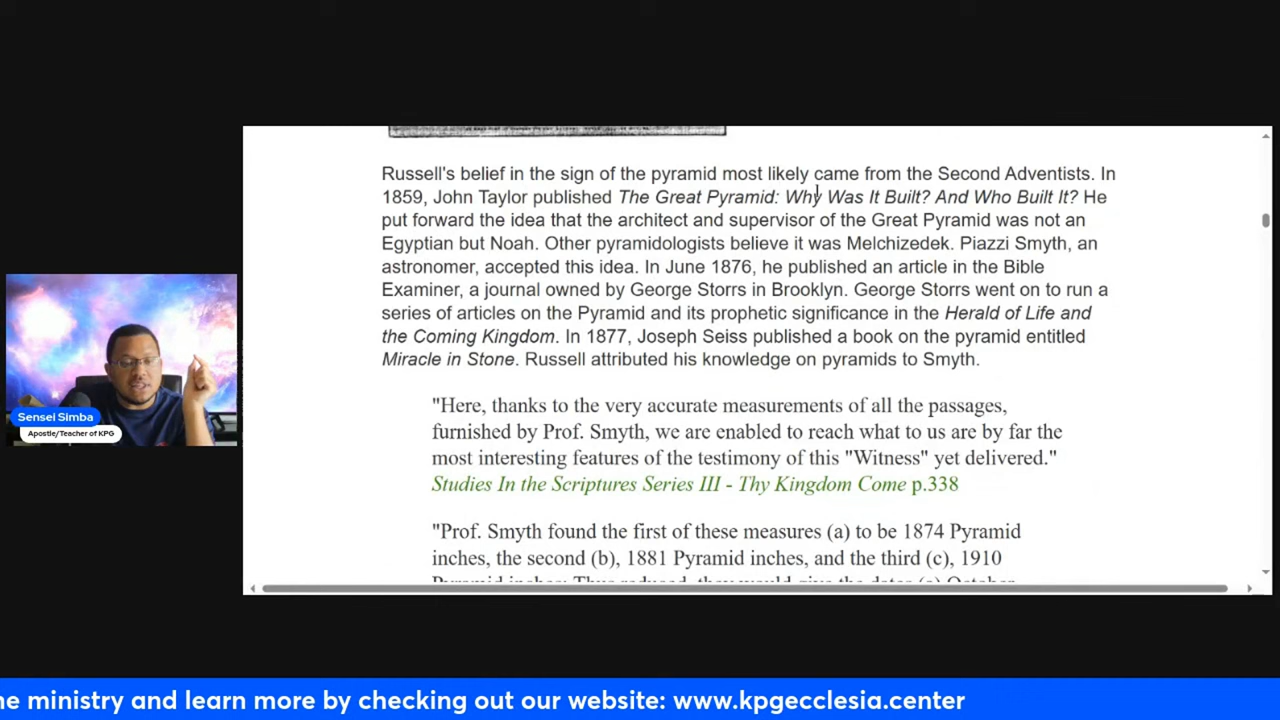 Russell's belief in the sign of the pyramid most likely came from the Second Adventists. In
1859, John Taylor published The Great Pyramid: Why Was It Built? And Who Built It? He
put forward the idea that the architect and supervisor of the Great Pyramid was not an
Egyptian but Noah. Other pyramidologists believe it was Melchizedek. Piazzi Smyth, an
astronomer, accepted this idea. In June 1876, he published an article in the Bible
Examiner, a journal owned by George Storrs in Brooklyn. George Storrs went on to run a
series of articles on the Pyramid and its prophetic significance in the Herald of Life and
the Coming Kingdom. In 1877, Joseph Seiss published a book on the pyramid entitled
Miracle in Stone. Russell attributed his knowledge on pyramids to Smyth.
"Here, thanks to the very accurate measurements of all the passages,
furnished by Prof. Smyth, we are enabled to reach what to us are by far the
most interesting features of the testimony of this "Witness" yet delivered."
Studies In the Scriptures Series III - Thy Kingdom Come p.338
"Prof. Smyth found the first of these measures (a) to be 1874 Pyramid
inches, the second (b), 1881 Pyramid inches, and the third (c), 1910
Pyramid inches: Thus reduced, they would give the dates (a) October
Sensei Simba
Apostle/Teacher of KPG
he ministry and learn more by checking out our website: www.kpgecclesia.center